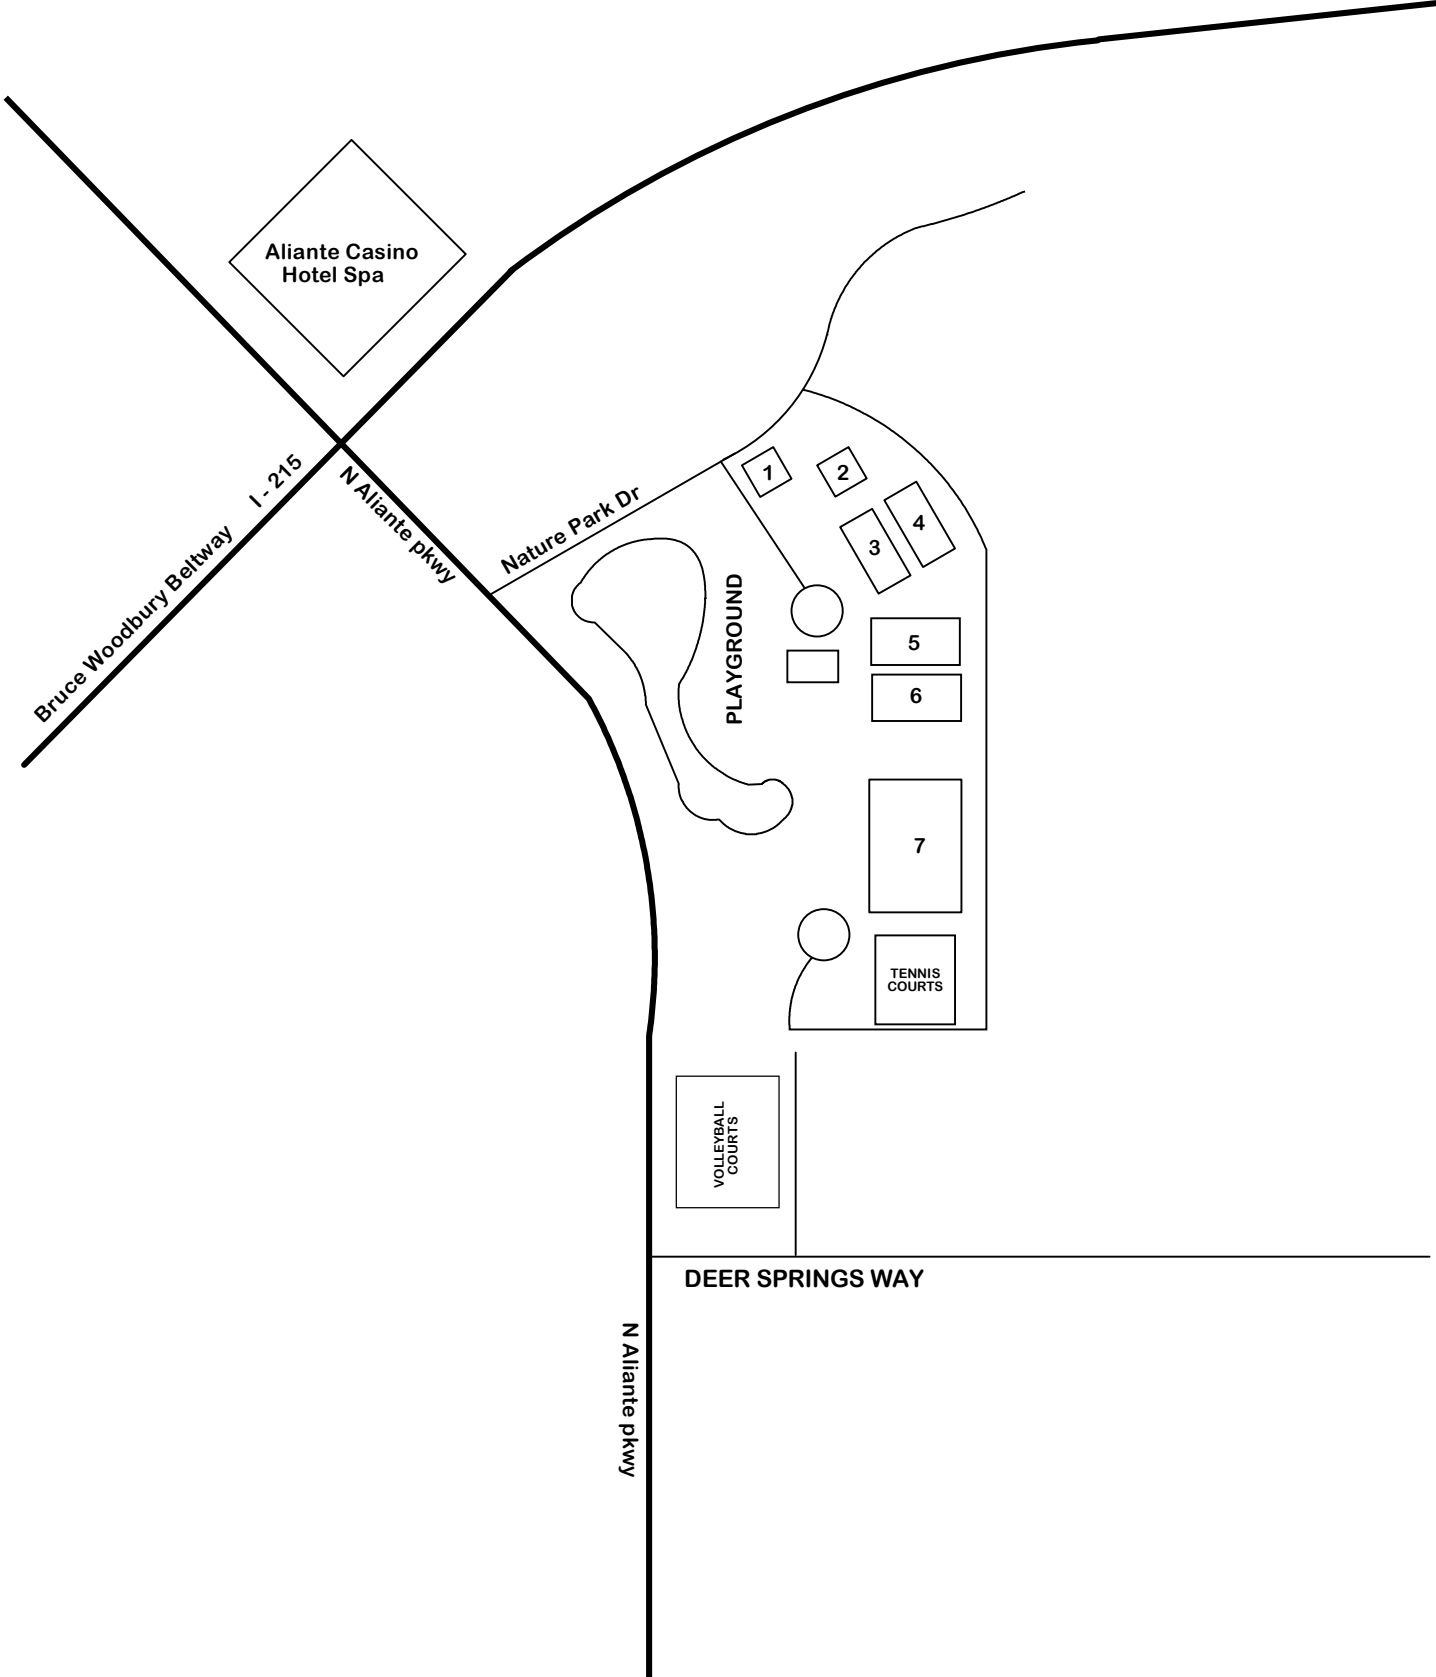 Aliante Casino
Hotel Spa
I - 215
N Aliante pkwy
Bruce Woodbury Beltway
Nature Park Dr
1
2
4
3
PLAYGROUND
5
6
7
TENNIS
COURTS
VOLLEYBALL
COURTS
DEER SPRINGS WAY
N Aliante pkwy